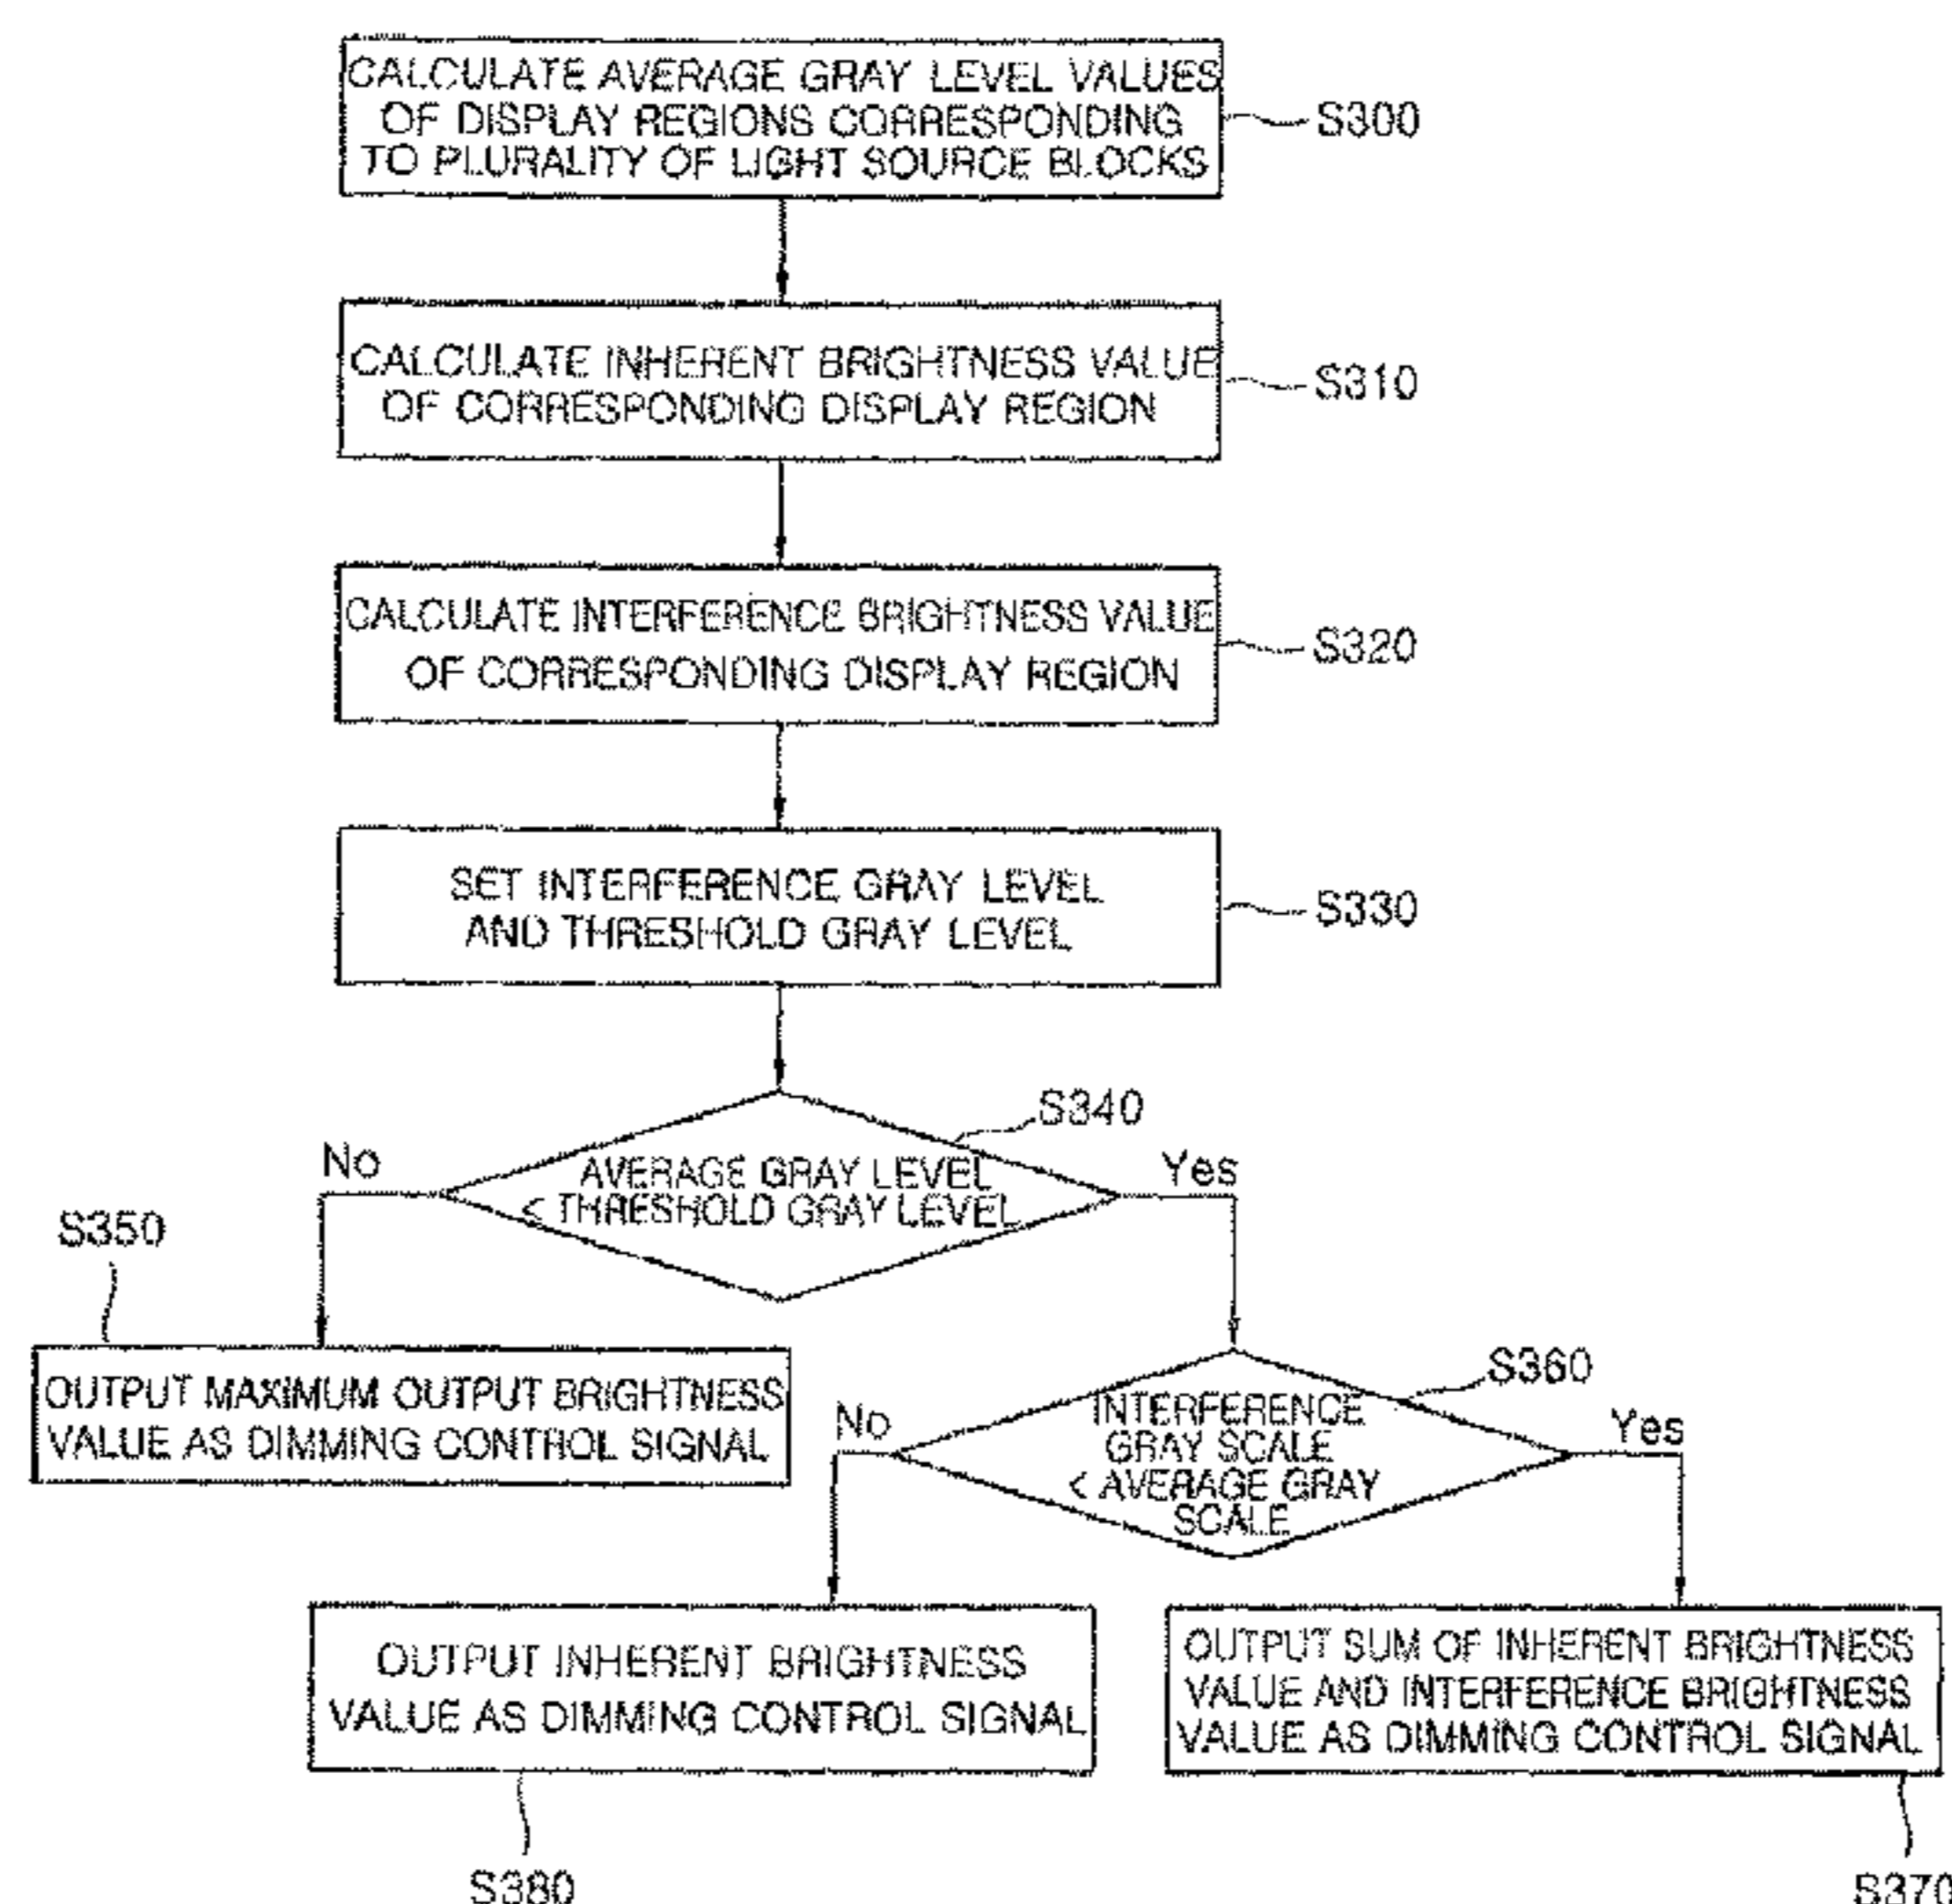 CALCULATE AVERAGE GRAY LEVEL VALUES
OF DISPLAY REGIONS CORRESPONDING
TO PLURALITY OF LIGHT SOURCE BLOCKS
S300
CALCULATE INHERENT BRIGHTNESS VALUE
OF CORRESPONDING DISPLAY REGION
S310
CALCULATE INTERFERENCE BRIGHTNESS VALUE
OF CORRESPONDING DISPLAY REGION
S320
SET INTERFERENCE GRAY LEVEL
AND THRESHOLD GRAY LEVEL
S330
S340
No
AVERAGE GRAY LEVEL
< THRESHOLD GRAY LEVEL
Yes
S350
OUTPUT MAXIMUM OUTPUT BRIGHTNESS
VALUE AS DIMMING CONTROL SIGNAL
S360
No
INTERFERENCE
GRAY SCALE
< AVERAGE GRAY
SCALE
Yes
OUTPUT INHERENT BRIGHTNESS
VALUE AS DIMMING CONTROL SIGNAL
S380
OUTPUT SUM OF INHERENT BRIGHTNESS
VALUE AND INTERFERENCE BRIGHTNESS
VALUE AS DIMMING CONTROL SIGNAL
S370